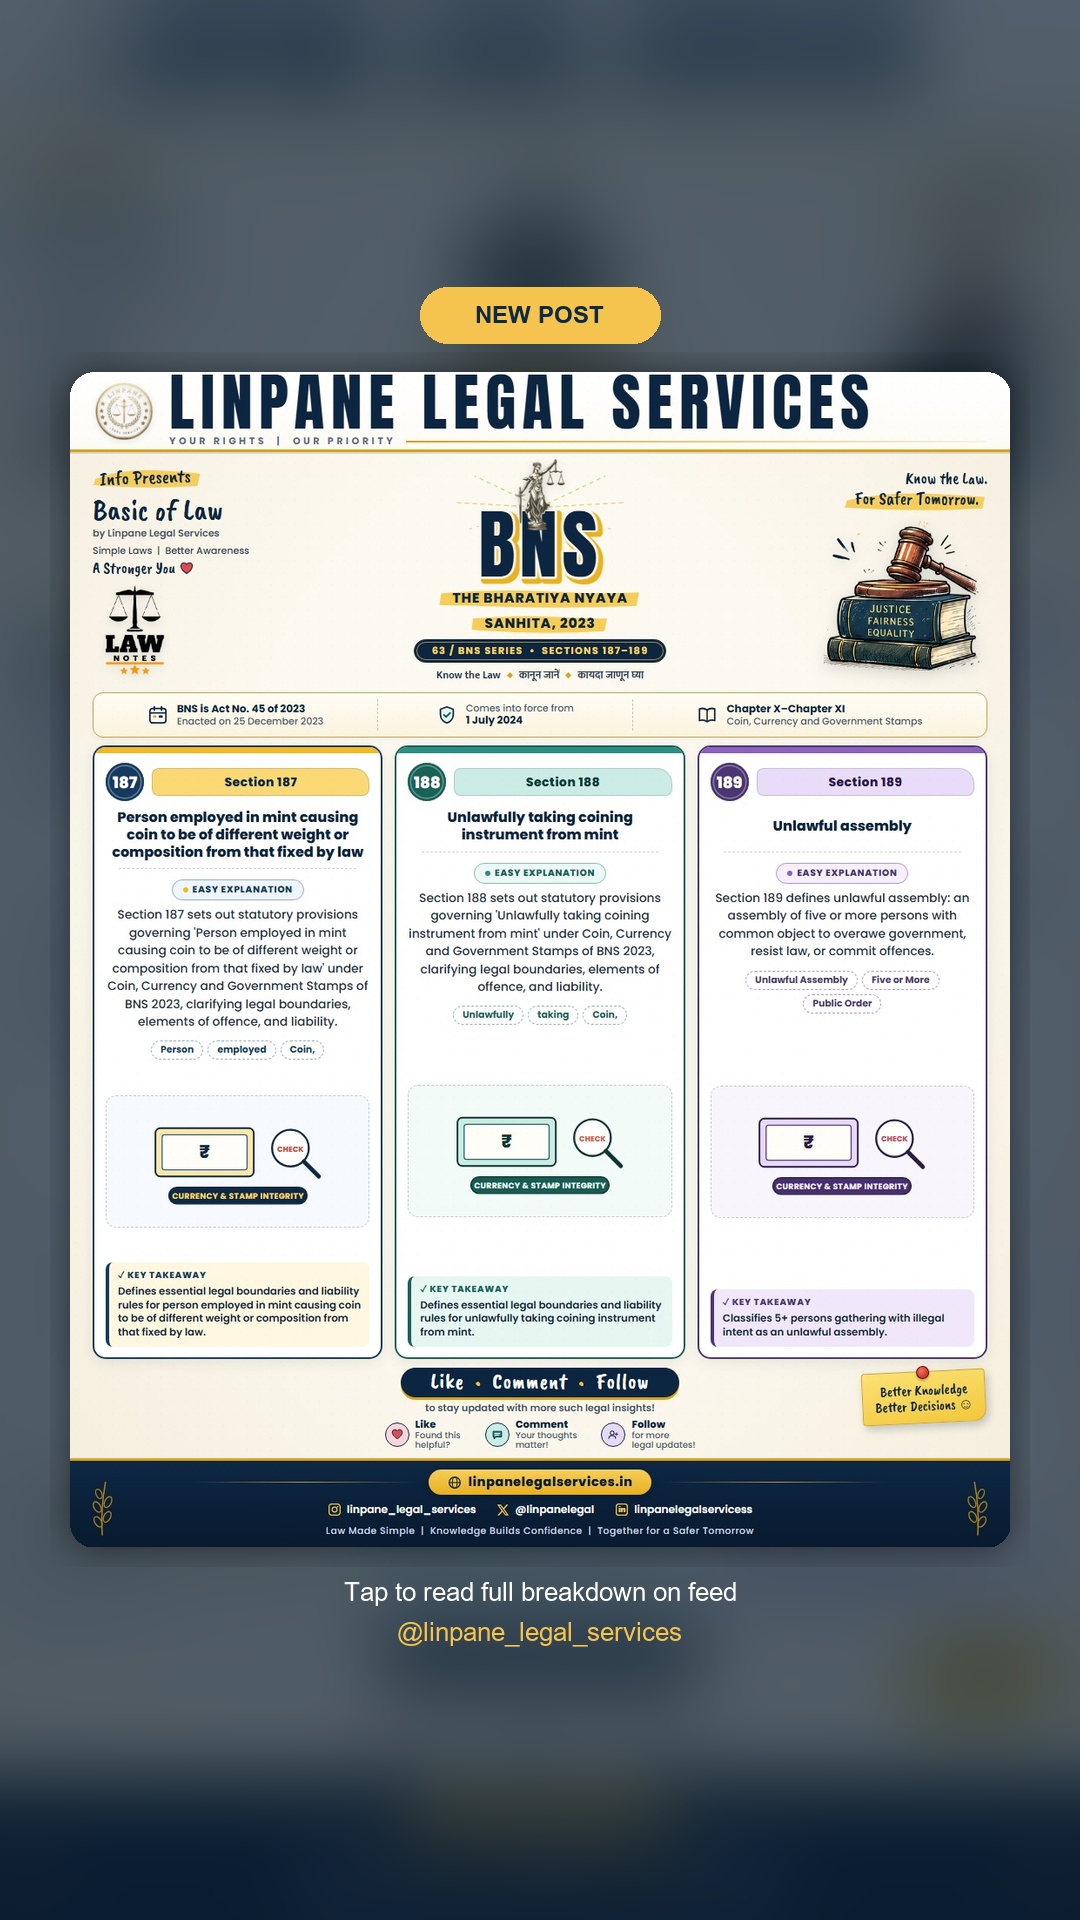 NEW POST
LINPANE LEGAL SERVICES
YOUR RIGHTS | OUR PRIORITY
Info Presents
Basic of Law
by Linpane Legal Services
Simple Laws | Better Awareness
A Stronger You
LAW
NOTES
BNS
THE BHARATIYA NYAYA
SANHITA, 2023
63 / BNS SERIES • SECTIONS 187–189
Know the Law ◆ कानून जानें ◆ कायदा जाणून घ्या
Know the Law.
For Safer Tomorrow.
JUSTICE
FAIRNESS
EQUALITY
BNS is Act No. 45 of 2023
Enacted on 25 December 2023
Comes into force from
1 July 2024
Chapter X–Chapter XI
Coin, Currency and Government Stamps
187
Section 187
Person employed in mint causing
coin to be of different weight or
composition from that fixed by law
EASY EXPLANATION
Section 187 sets out statutory provisions
governing 'Person employed in mint
causing coin to be of different weight or
composition from that fixed by law' under
Coin, Currency and Government Stamps of
BNS 2023, clarifying legal boundaries,
elements of offence, and liability.
Person employed Coin,
₹
CHECK
CURRENCY & STAMP INTEGRITY
✓ KEY TAKEAWAY
Defines essential legal boundaries and liability
rules for person employed in mint causing coin
to be of different weight or composition from
that fixed by law.
188
Section 188
Unlawfully taking coining
instrument from mint
EASY EXPLANATION
Section 188 sets out statutory provisions
governing 'Unlawfully taking coining
instrument from mint' under Coin, Currency
and Government Stamps of BNS 2023,
clarifying legal boundaries, elements of
offence, and liability.
Unlawfully taking Coin,
₹
CHECK
CURRENCY & STAMP INTEGRITY
✓ KEY TAKEAWAY
Defines essential legal boundaries and liability
rules for unlawfully taking coining instrument
from mint.
189
Section 189
Unlawful assembly
EASY EXPLANATION
Section 189 defines unlawful assembly: an
assembly of five or more persons with
common object to overawe government,
resist law, or commit offences.
Unlawful Assembly Five or More
Public Order
₹
CHECK
CURRENCY & STAMP INTEGRITY
✓ KEY TAKEAWAY
Classifies 5+ persons gathering with illegal
intent as an unlawful assembly.
Like • Comment • Follow
to stay updated with more such legal insights!
Like
Found this
helpful?
Comment
Your thoughts
matter!
Follow
for more
legal updates!
Better Knowledge
Better Decisions ☺
linpanelegalservices.in
linpane_legal_services @linpanelegal linpanelegalservicess
Law Made Simple | Knowledge Builds Confidence | Together for a Safer Tomorrow
Tap to read full breakdown on feed
@linpane_legal_services